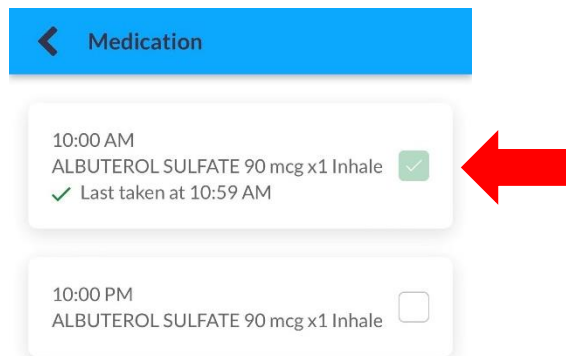 Medication
10:00 AM
ALBUTEROL SULFATE 90 mcg x1 Inhale
Last taken at 10:59 AM
10:00 PM
ALBUTEROL SULFATE 90 mcg x1 Inhale